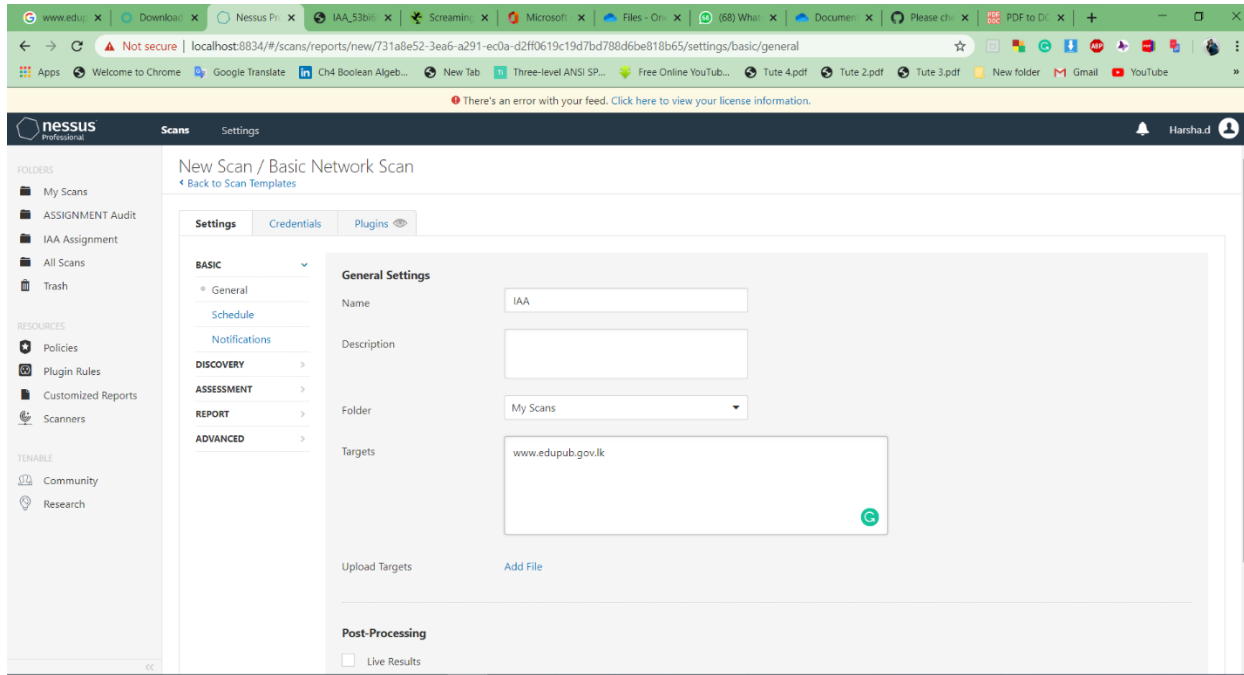 www.edup Download Nessus Pr IAA_53bi6 Screaming Microsoft Files - On (68) What Document Please che PDF to DO
Not secure | localhost:8834/#/scans/reports/new/731a8e52-3ea6-a291-ec0a-d2ff0619c19d7bd788d6be818b65/settings/basic/general
Apps Welcome to Chrome Google Translate Ch4 Boolean Algeb... New Tab Three-level ANSI SP... Free Online YouTub... Tute 4.pdf Tute 2.pdf Tute 3.pdf New folder Gmail YouTube »
There's an error with your feed. Click here to view your license information.
nessus Scans Settings Harsha.d
Professional
FOLDERS
My Scans
ASSIGNMENT Audit
IAA Assignment
All Scans
Trash
RESOURCES
Policies
Plugin Rules
Customized Reports
Scanners
TENABLE
Community
Research
New Scan / Basic Network Scan
Back to Scan Templates
Settings Credentials Plugins
BASIC
General
Schedule
Notifications
DISCOVERY
ASSESSMENT
REPORT
ADVANCED
General Settings
Name IAA
Description
Folder My Scans
Targets www.edupub.gov.lk
Upload Targets Add File
Post-Processing
Live Results